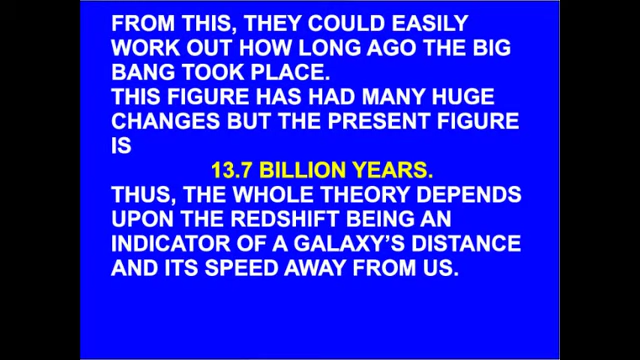 FROM THIS, THEY COULD EASILY
WORK OUT HOW LONG AGO THE BIG
BANG TOOK PLACE.
THIS FIGURE HAS HAD MANY HUGE
CHANGES BUT THE PRESENT FIGURE
IS
13.7 BILLION YEARS.
THUS, THE WHOLE THEORY DEPENDS
UPON THE REDSHIFT BEING AN
INDICATOR OF A GALAXY'S DISTANCE
AND ITS SPEED AWAY FROM US.